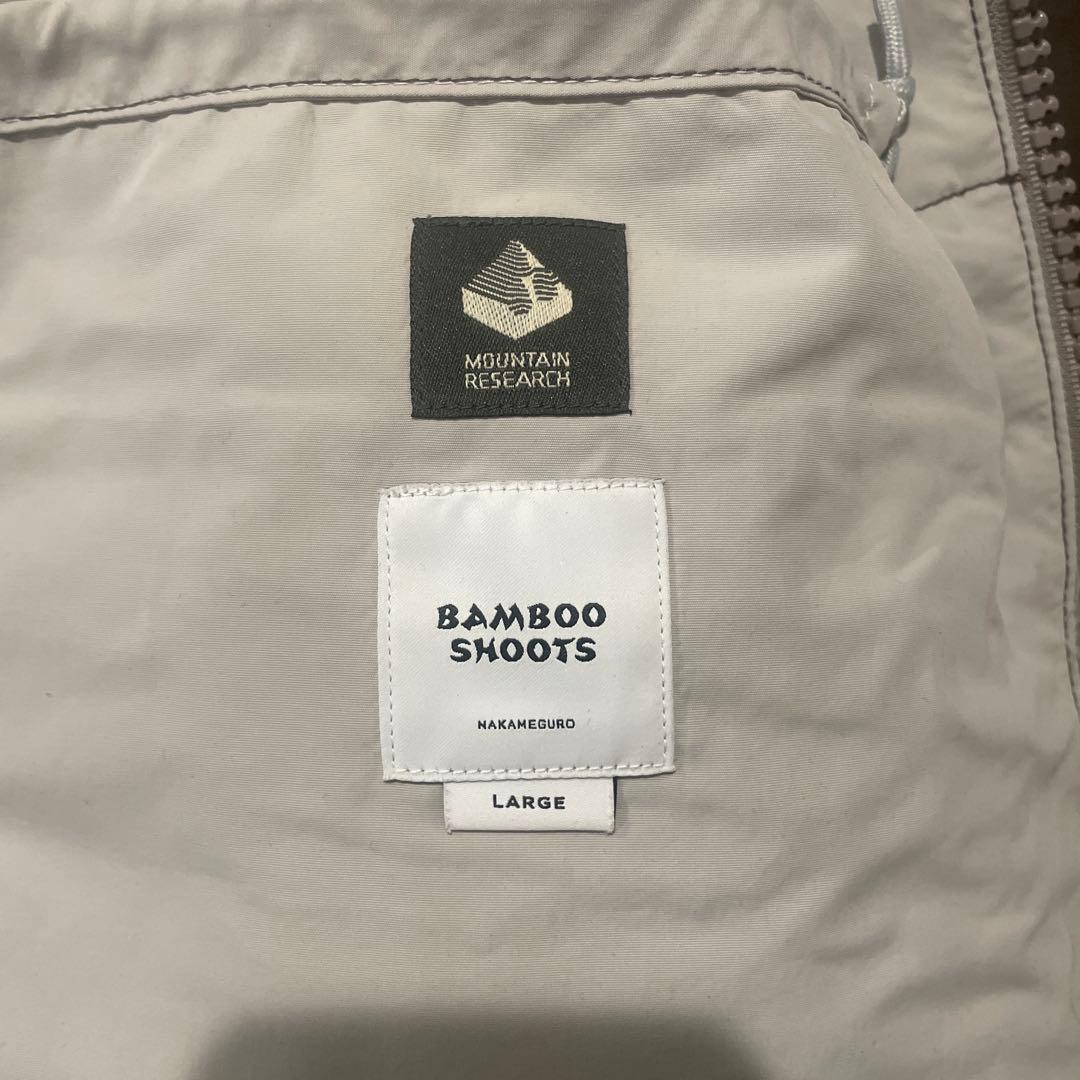 MOUNTAIN
RESEARCH
BAMBOO
SHOOTS
NAKAMEGURO
LARGE